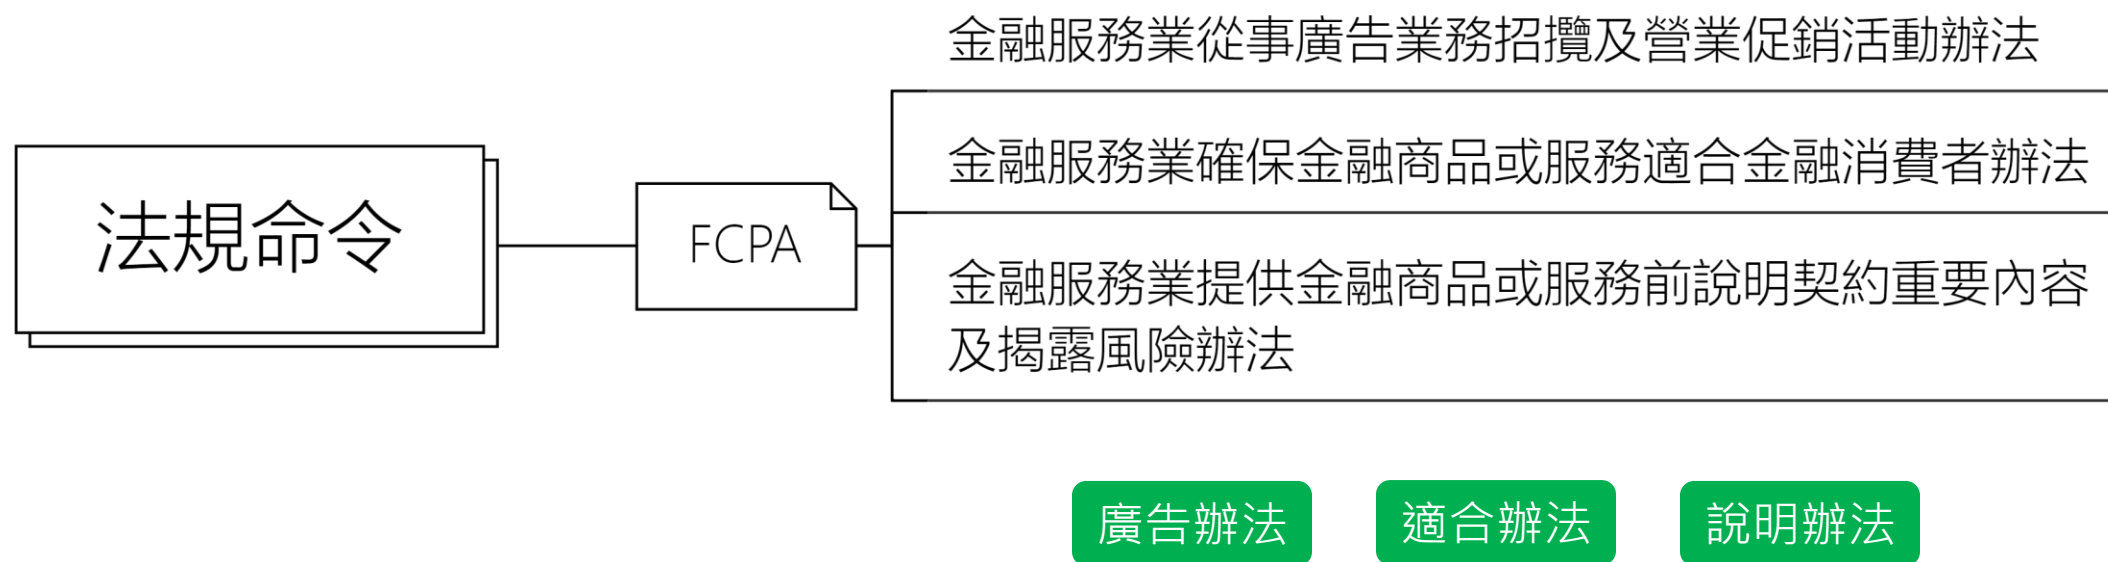 金融服務業從事廣告業務招攬及營業促銷活動辦法
金融服務業確保金融商品或服務適合金融消費者辦法
法規命令
FCPA
金融服務業提供金融商品或服務前說明契約重要內容
及揭露風險辦法
廣告辦法 適合辦法 說明辦法